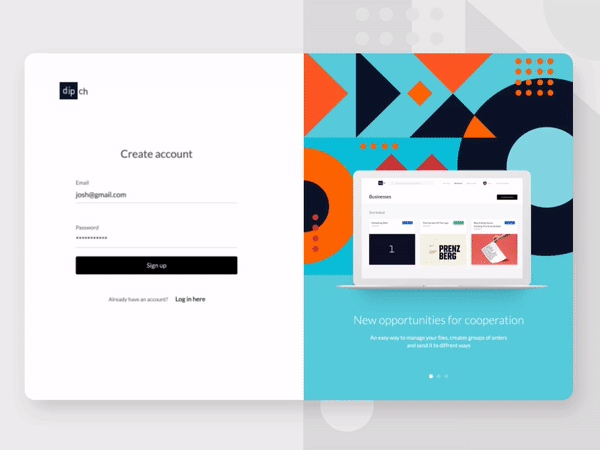 dip ch
Create account
Email
josh@gmail.com
Password
•••••••••••
Sign up
Already have an account? Log in here
Businesses
1
PRENZ
BERG
New opportunities for cooperation
An easy way to manage your files, creates groups of orders
and send it to diffrent ways